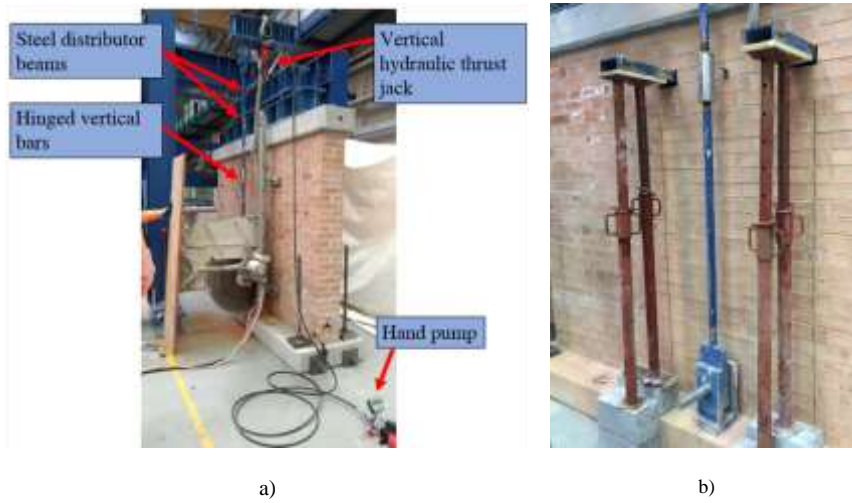 Steel distributor
beams
Vertical
hydraulic thrust
jack
Hinged vertical
bars
Hand pump
a)
b)